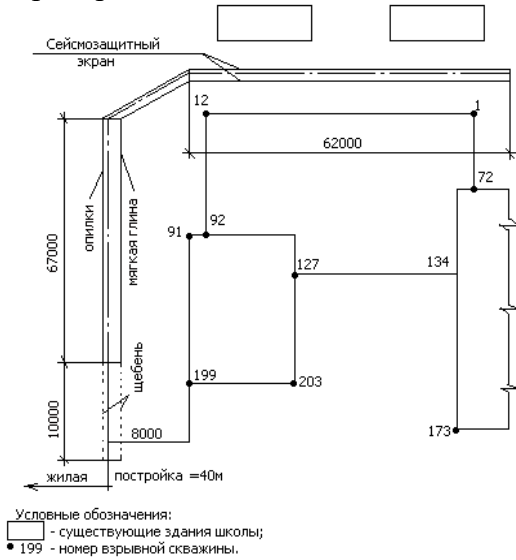 Сейсмозащитный
экран
12
1
62000
72
опилки
мягкая глина
67000
91
92
127
134
щебень
199
203
10000
8000
173
жилая постройка =40м
Условные обозначения:
- существующие здания школы;
199 - номер взрывной скважины.